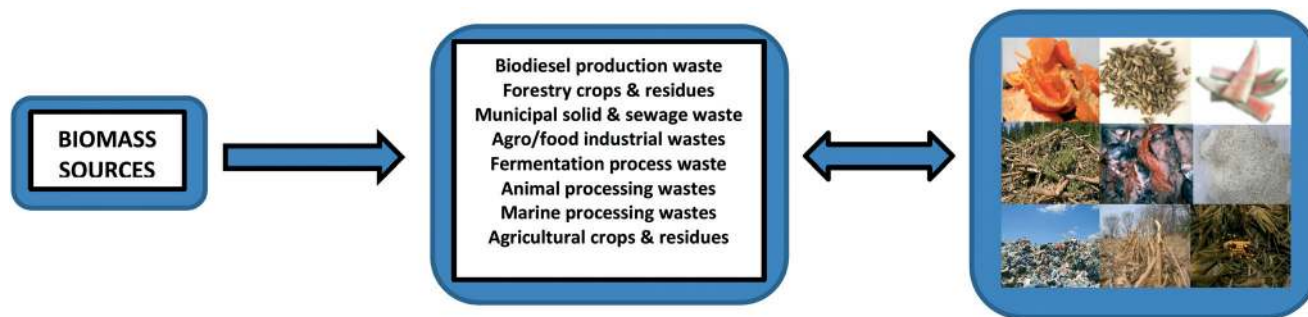 BIOMASS
SOURCES
Biodiesel production waste
Forestry crops & residues
Municipal solid & sewage waste
Agro/food industrial wastes
Fermentation process waste
Animal processing wastes
Marine processing wastes
Agricultural crops & residues